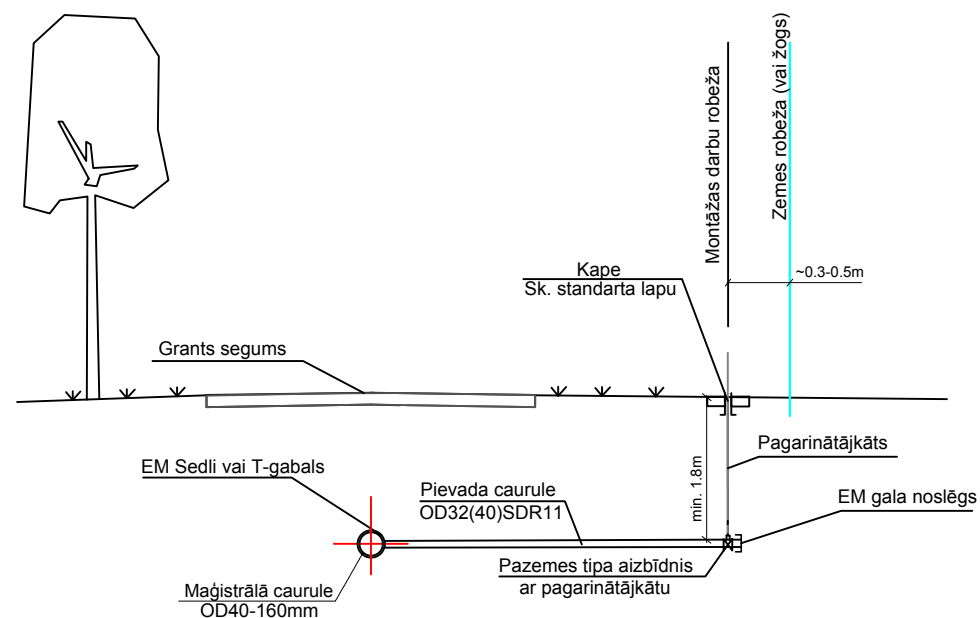 Montāžas darbu robeža
Zemes robeža (vai žogs)
~0.3-0.5m
Kape
Sk. standarta lapu
Grants segums
Pagarinātājkāts
EM Sedli vai T-gabals
Pievada caurule
OD32(40)SDR11
min. 1.8m
EM gala noslēgs
Pazemes tipa aizbīdnis
ar pagarinātājkātu
Maģistrālā caurule
OD40-160mm